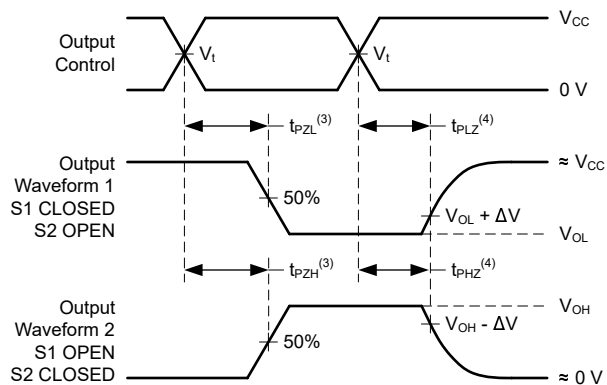 V_CC
Output
Control
V_t
V_t
0 V
t_PZL^(3)
t_PLZ^(4)
Output
Waveform 1
S1 CLOSED
S2 OPEN
≈ V_CC
50%
V_OL + ΔV
V_OL
t_PZH^(3)
t_PHZ^(4)
Output
Waveform 2
S1 OPEN
S2 CLOSED
V_OH
V_OH - ΔV
50%
≈ 0 V